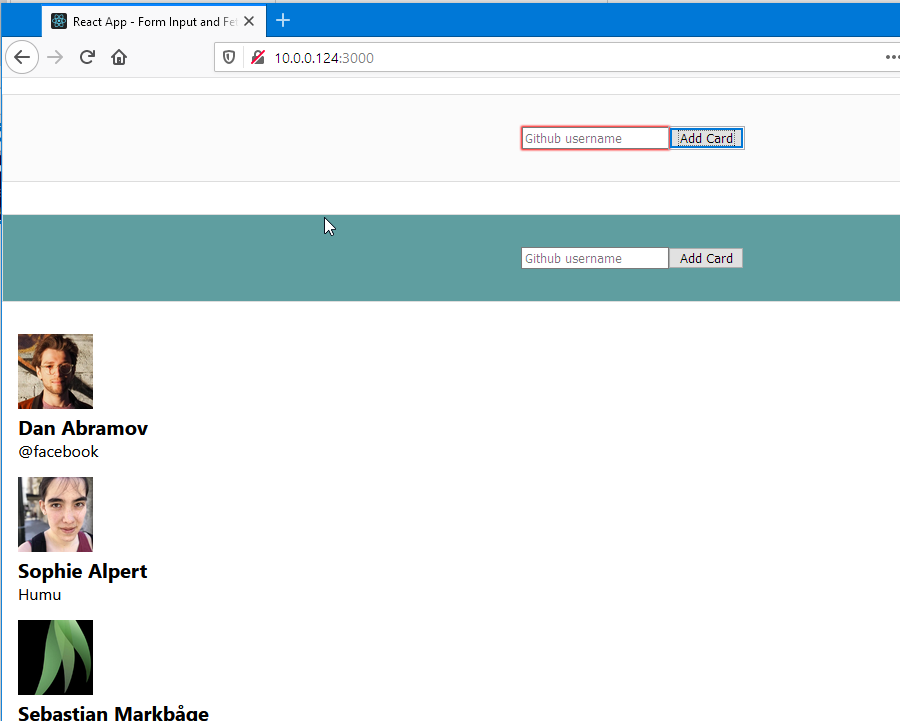 React App - Form Input and Fet
10.0.0.124:3000
Github username Add Card
Github username Add Card
Dan Abramov
@facebook
Sophie Alpert
Humu
Sebastian Markbåge